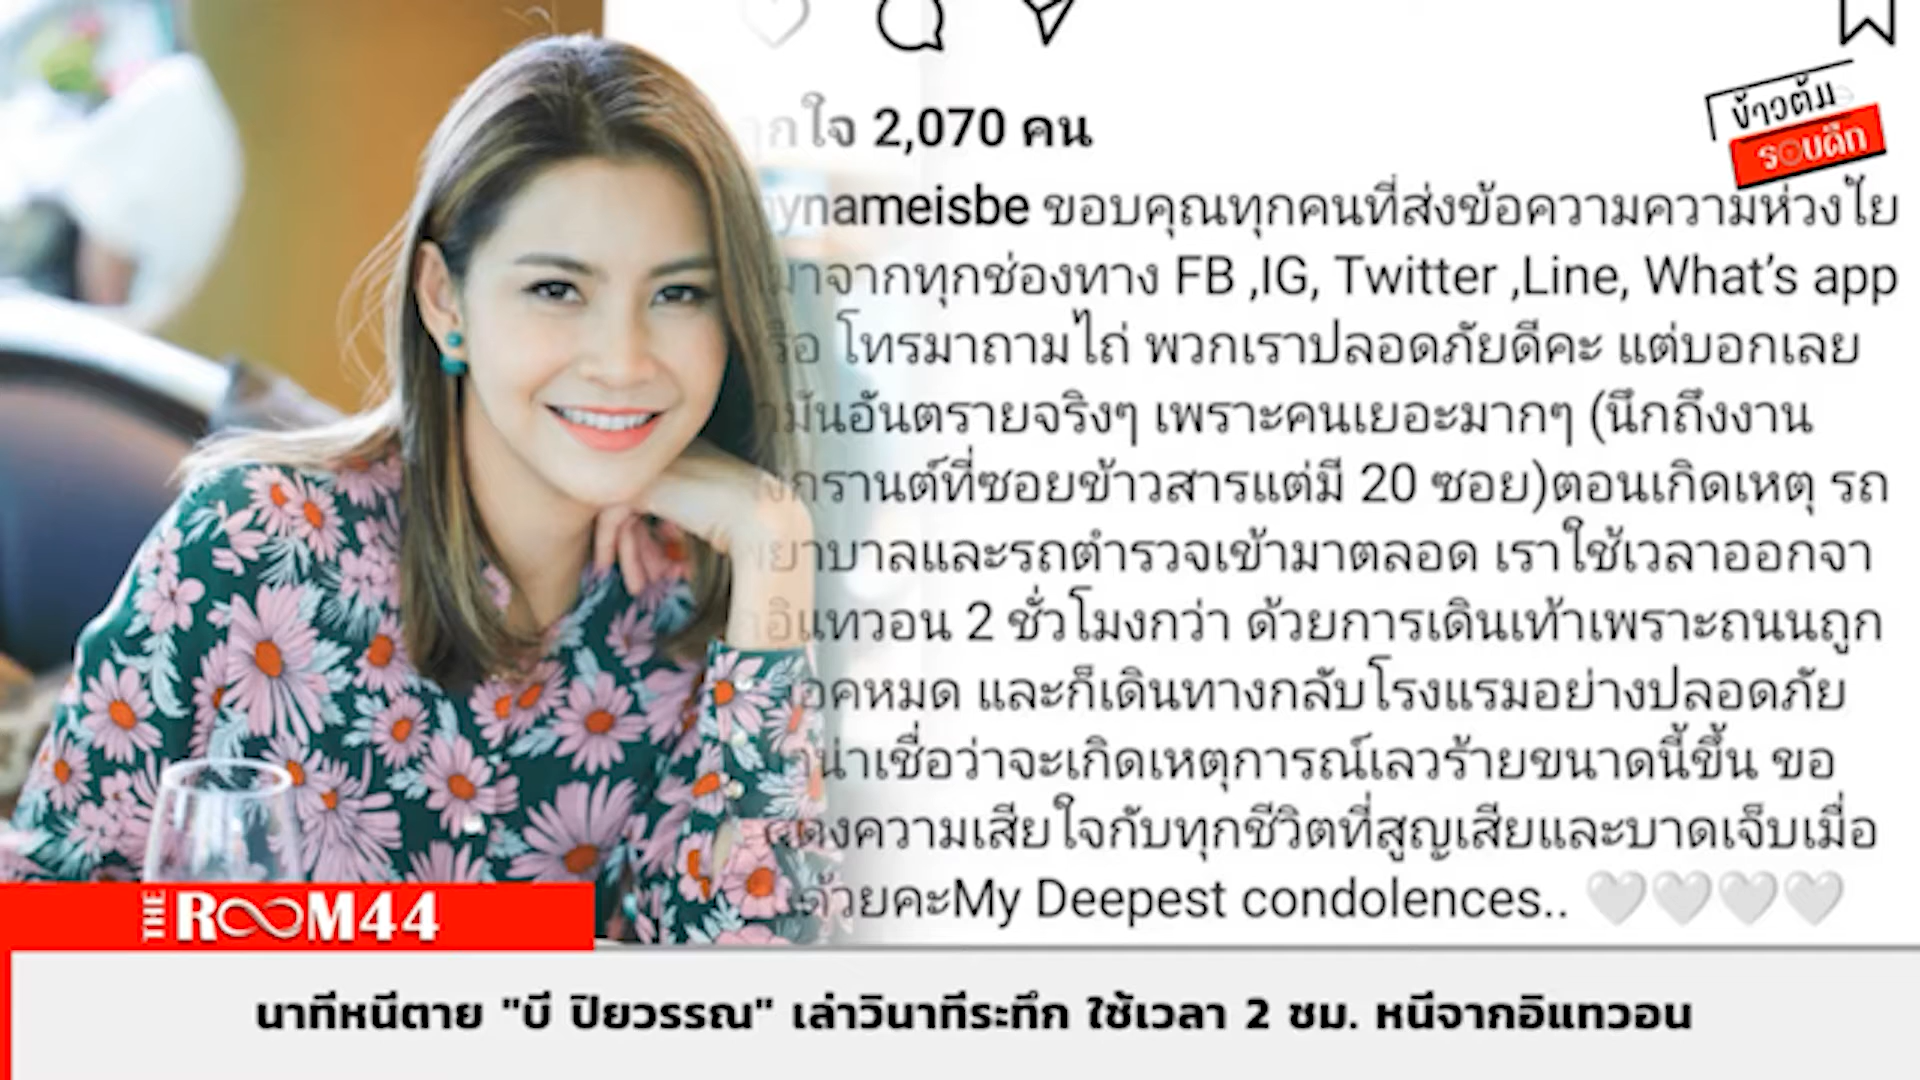 ข้าวต้ม
รอบดึก
กใจ 2,070 คน
ynameisbe ขอบคุณทุกคนที่ส่งข้อความความห่วงใย
มาจากทุกช่องทาง FB ,IG, Twitter ,Line, What's app
รือ โทรมาถามไถ่ พวกเราปลอดภัยดีคะ แต่บอกเลย
ามันอันตรายจริงๆ เพราะคนเยอะมากๆ (นึกถึงงาน
งกรานต์ที่ซอยข้าวสารแต่มี 20 ซอย)ตอนเกิดเหตุ รถ
พยาบาลและรถตำรวจเข้ามาตลอด เราใช้เวลาออกจา
กอิแทวอน 2 ชั่วโมงกว่า ด้วยการเดินเท้าเพราะถนนถูก
อคหมด และก็เดินทางกลับโรงแรมอย่างปลอดภัย
น่าเชื่อว่าจะเกิดเหตุการณ์เลวร้ายขนาดนี้ขึ้น ขอ
ดงความเสียใจกับทุกชีวิตที่สูญเสียและบาดเจ็บเมื่อ
ด้วยคะMy Deepest condolences.. 🤍🤍🤍🤍
THE ROOM44
นาทีหนีตาย "บี ปิยวรรณ" เล่าวินาทีระทึก ใช้เวลา 2 ชม. หนีจากอิแทวอน